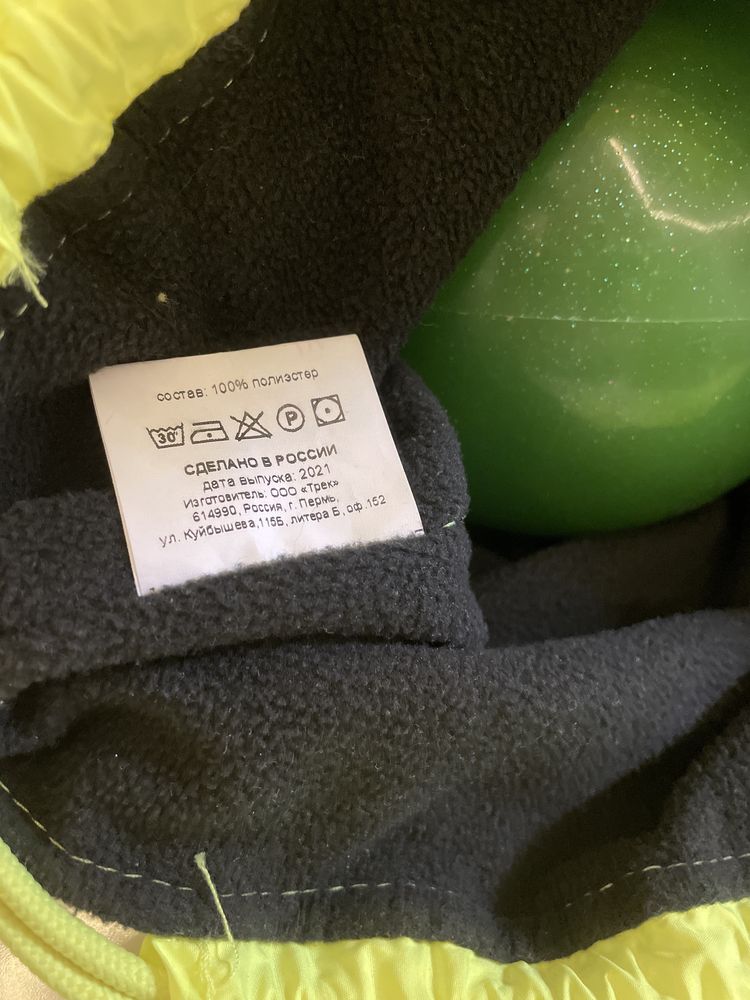 состав: 100% полиэстер
30° P
СДЕЛАНО В РОССИИ
дата выпуска: 2021
Изготовитель: ООО «Трек»
614990, Россия, г. Пермь,
ул. Куйбышева,115Б, литера Б, оф.152